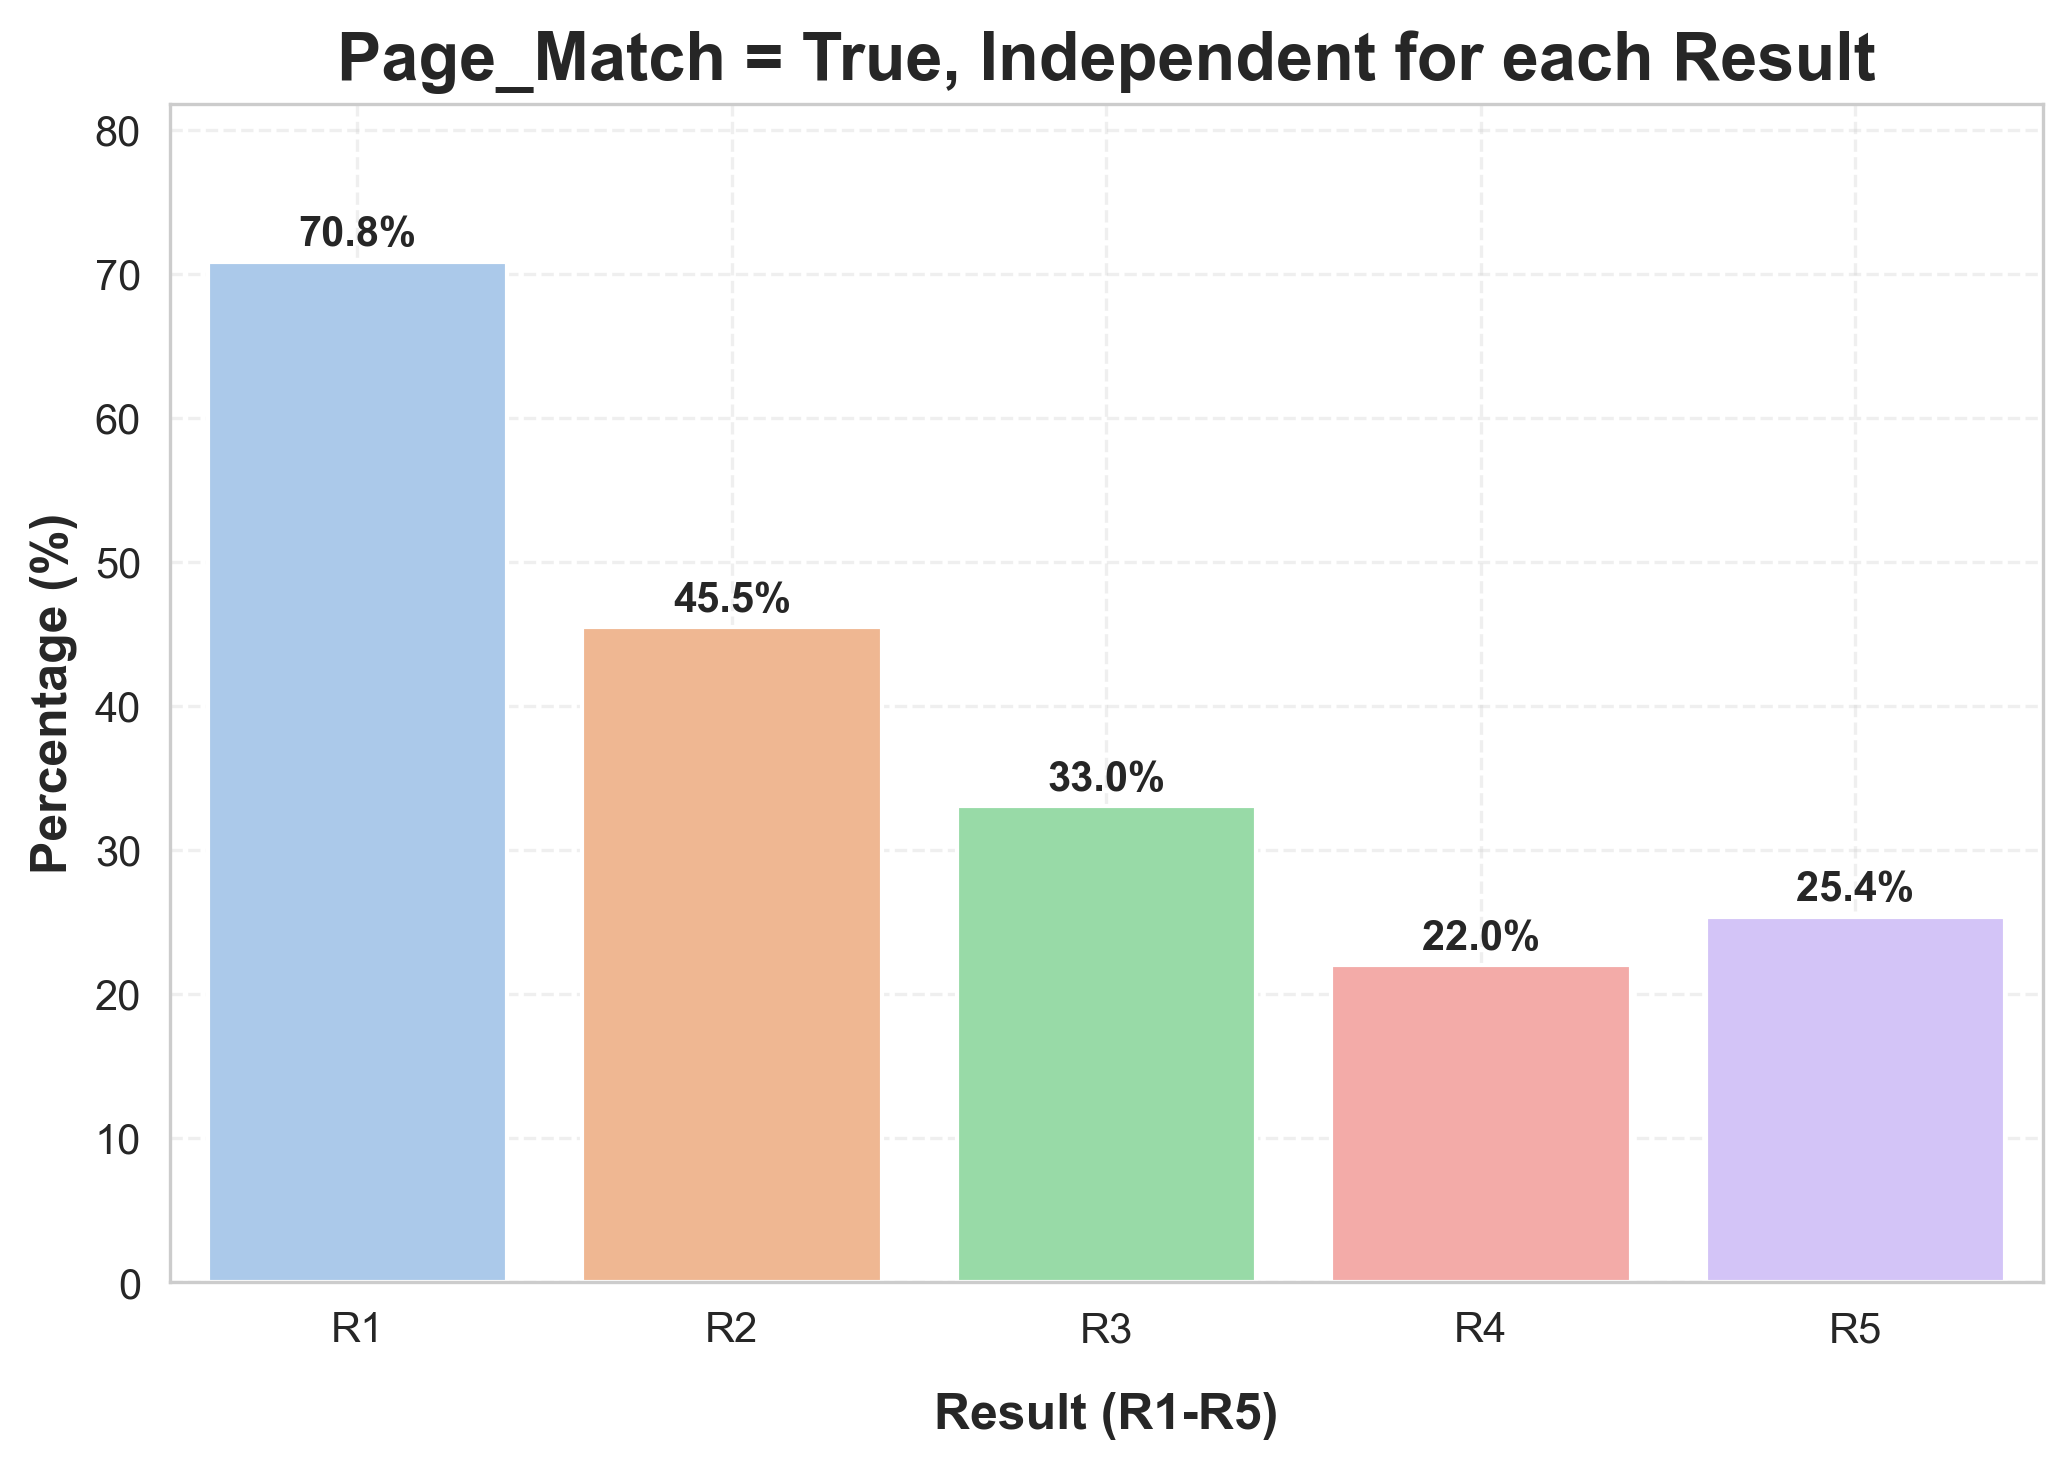 Page_Match = True, Independent for each Result
80
70
60
50
40
30
20
10
0
Percentage (%)
70.8%
45.5%
33.0%
22.0%
25.4%
R1
R2
R3
R4
R5
Result (R1-R5)